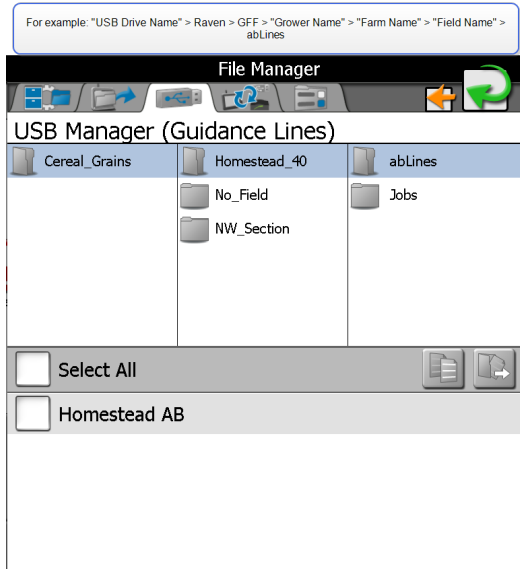 For example: "USB Drive Name" > Raven > GFF > "Grower Name" > "Farm Name" > "Field Name" >
abLines
File Manager
USB Manager (Guidance Lines)
Cereal_Grains
Homestead_40
abLines
No_Field
Jobs
NW_Section
Select All
Homestead AB